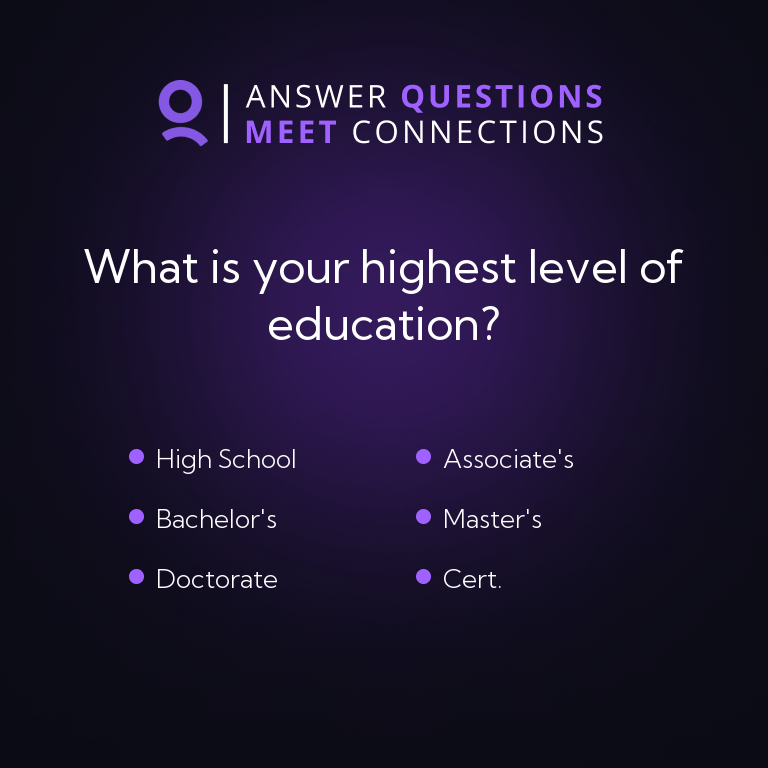 ANSWER QUESTIONS
MEET CONNECTIONS
What is your highest level of
education?
High School
Associate's
Bachelor's
Master's
Doctorate
Cert.